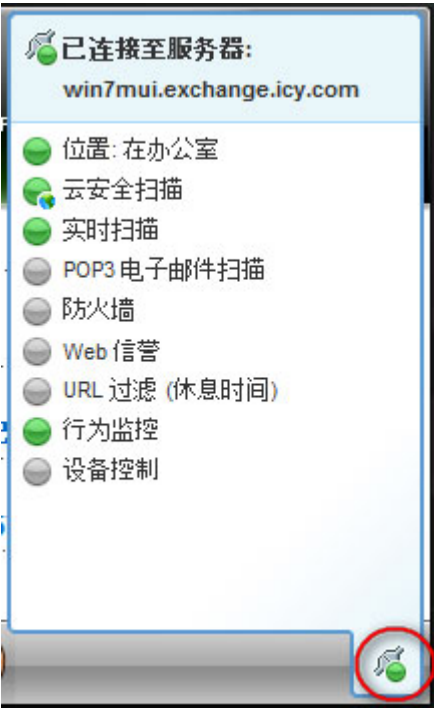 已连接至服务器:
win7mui.exchange.icy.com
位置: 在办公室
云安全扫描
实时扫描
POP3 电子邮件扫描
防火墙
Web 信誉
URL 过滤 (休息时间)
行为监控
设备控制